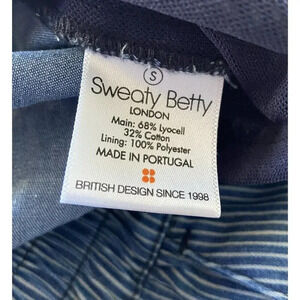 S
Sweaty Betty
LONDON
Main: 68% Lyocell
32% Cotton
Lining: 100% Polyester
MADE IN PORTUGAL
BRITISH DESIGN SINCE 1998